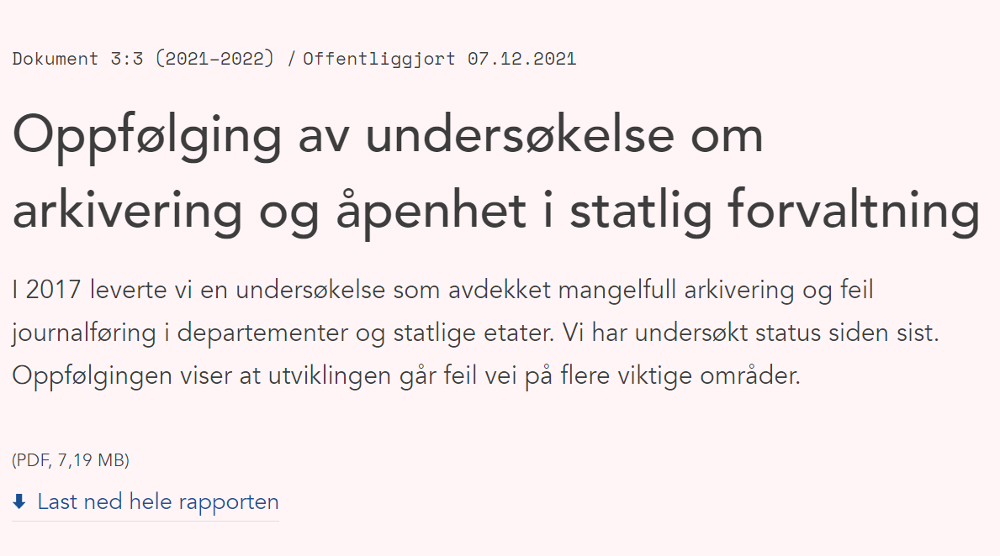 Dokument 3:3 (2021–2022) / Offentliggjort 07.12.2021
Oppfølging av undersøkelse om
arkivering og åpenhet i statlig forvaltning
I 2017 leverte vi en undersøkelse som avdekket mangelfull arkivering og feil
journalføring i departementer og statlige etater. Vi har undersøkt status siden sist.
Oppfølgingen viser at utviklingen går feil vei på flere viktige områder.
(PDF, 7,19 MB)
Last ned hele rapporten